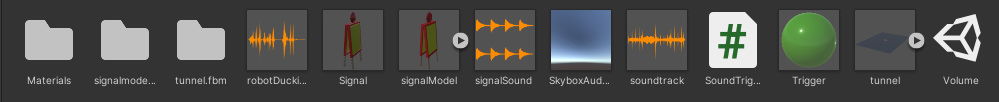 Materials
signalmode...
tunnel.fbm
robotDucki...
Signal
signalModel
signalSound
SkyboxAud...
soundtrack
#
SoundTrig...
Trigger
tunnel
Volume